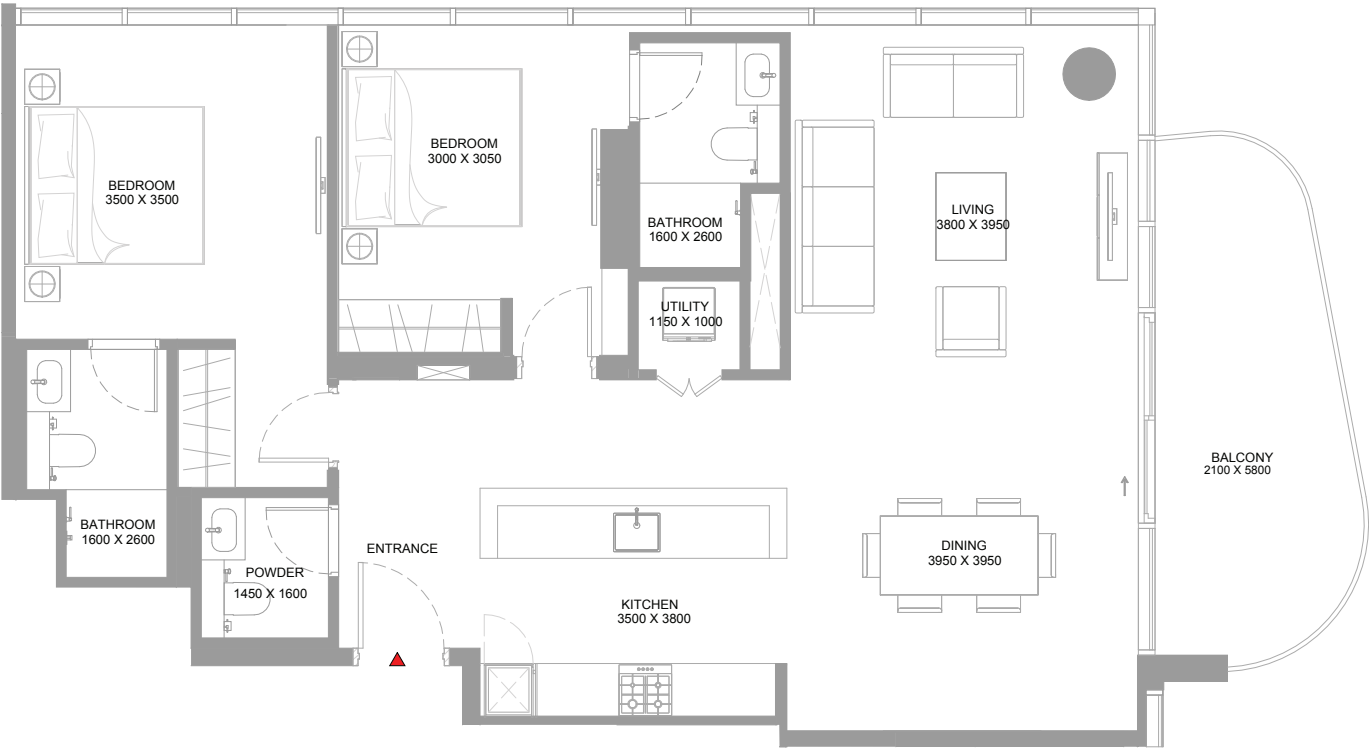 BEDROOM
3500 X 3500
BEDROOM
3000 X 3050
BATHROOM
1600 X 2600
UTILITY
1150 X 1000
LIVING
3800 X 3950
BALCONY
2100 X 5800
BATHROOM
1600 X 2600
POWDER
1450 X 1600
ENTRANCE
KITCHEN
3500 X 3800
DINING
3950 X 3950